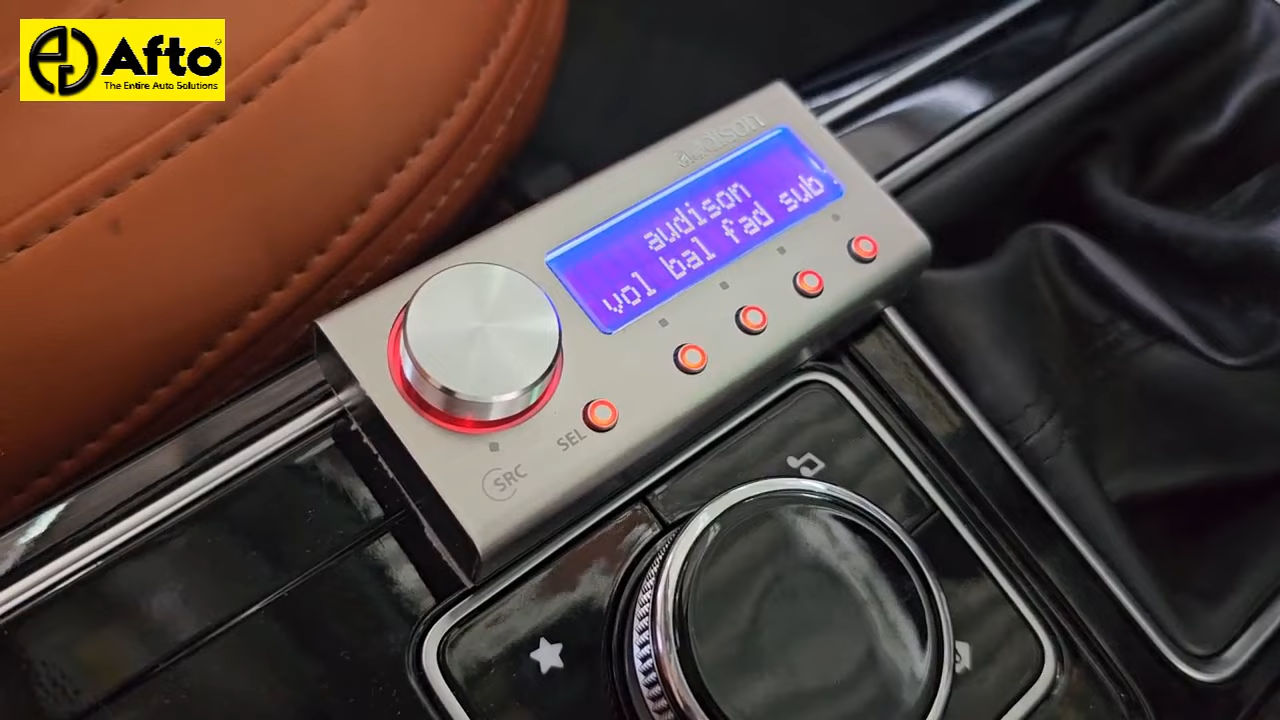 Afto
The Entire Auto Solutions
audison
audison
vol bal fad sub
SEL
SRC